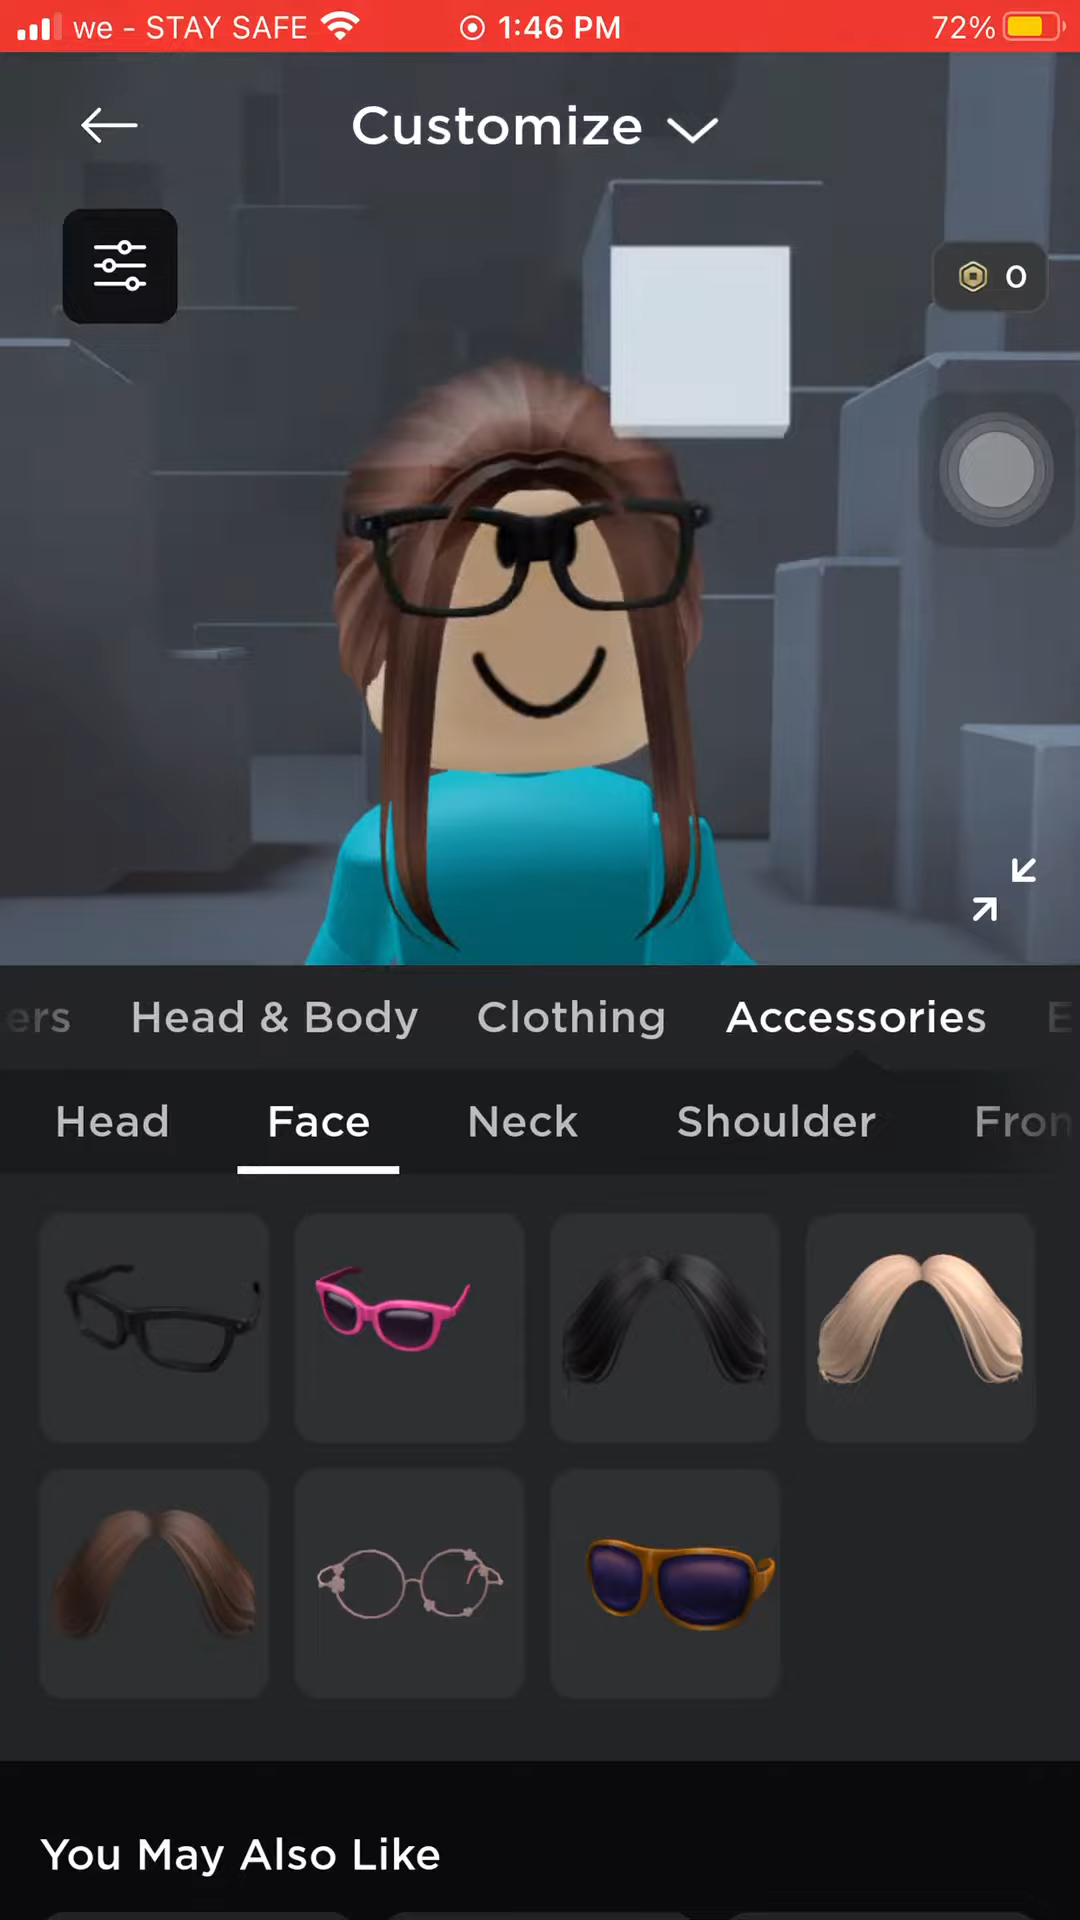 we - STAY SAFE 1:46 PM 72%
Customize
0
ers Head & Body Clothing Accessories E
Head Face Neck Shoulder Fron
You May Also Like